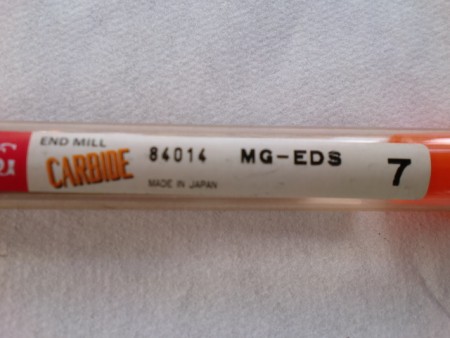 END MILL
CARBIDE 84014 MG-EDS 7
MADE IN JAPAN